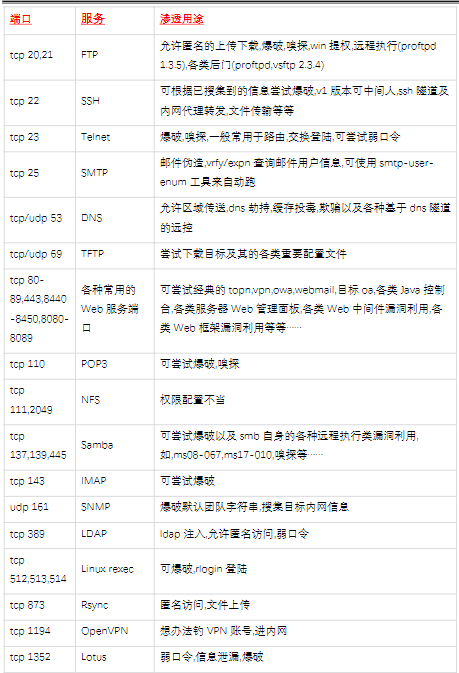 端口 服务 渗透用途
tcp 20,21 FTP 允许匿名的上传下载,爆破,嗅探,win 提权,远程执行(proftpd
1.3.5),各类后门(proftpd,vsftp 2.3.4)
tcp 22 SSH 可根据已搜集到的信息尝试爆破,v1 版本可中间人,ssh 隧道及
内网代理转发,文件传输等等
tcp 23 Telnet 爆破,嗅探,一般常用于路由,交换登陆,可尝试弱口令
tcp 25 SMTP 邮件伪造,vrfy/expn 查询邮件用户信息,可使用 smtp-user-
enum 工具来自动跑
tcp/udp 53 DNS 允许区域传送,dns 劫持,缓存投毒,欺骗以及各种基于 dns 隧道
的远控
tcp/udp 69 TFTP 尝试下载目标及其的各类重要配置文件
tcp 80-
89,443,8440
-8450,8080-
8089
各种常用的
Web 服务端
口
可尝试经典的 topn,vpn,owa,webmail,目标 oa,各类 Java 控制
台,各类服务器 Web 管理面板,各类 Web 中间件漏洞利用,各
类 Web 框架漏洞利用等等……
tcp 110 POP3 可尝试爆破,嗅探
tcp
111,2049
NFS 权限配置不当
tcp
137,139,445
Samba 可尝试爆破以及 smb 自身的各种远程执行类漏洞利用,
如,ms08-067,ms17-010,嗅探等……
tcp 143 IMAP 可尝试爆破
udp 161 SNMP 爆破默认团队字符串,搜集目标内网信息
tcp 389 LDAP ldap 注入,允许匿名访问,弱口令
tcp
512,513,514
Linux rexec 可爆破,rlogin 登陆
tcp 873 Rsync 匿名访问,文件上传
tcp 1194 OpenVPN 想办法钓 VPN 账号,进内网
tcp 1352 Lotus 弱口令,信息泄漏,爆破